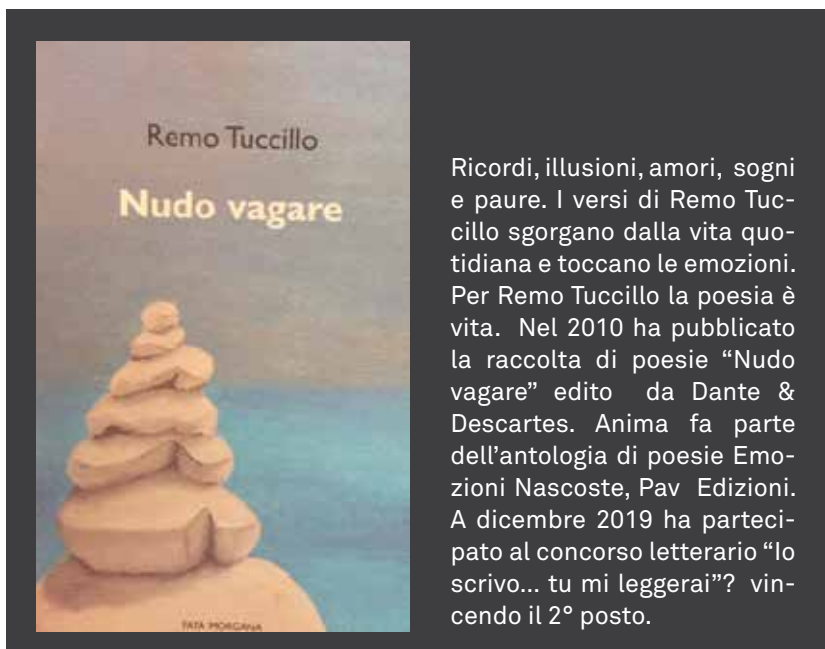 Remo Tuccillo
Nudo vagare
FATA MORGANA
Ricordi, illusioni, amori, sogni
e paure. I versi di Remo Tuc-
cillo sgorgano dalla vita quo-
tidiana e toccano le emozioni.
Per Remo Tuccillo la poesia è
vita. Nel 2010 ha pubblicato
la raccolta di poesie “Nudo
vagare” edito da Dante &
Descartes. Anima fa parte
dell’antologia di poesie Emo-
zioni Nascoste, Pav Edizioni.
A dicembre 2019 ha parteci-
pato al concorso letterario “Io
scrivo... tu mi leggerai”? vin-
cendo il 2° posto.